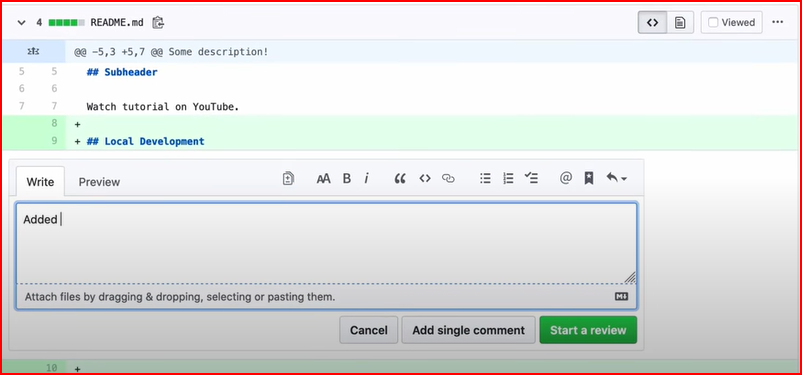 4 README.md Viewed
@@ -5,3 +5,7 @@ Some description!
5 5 ## Subheader
6 6
7 7 Watch tutorial on YouTube.
8 +
9 + ## Local Development
Write Preview AA B i @
Added
Attach files by dragging & dropping, selecting or pasting them. M↓
Cancel Add single comment Start a review
10 +